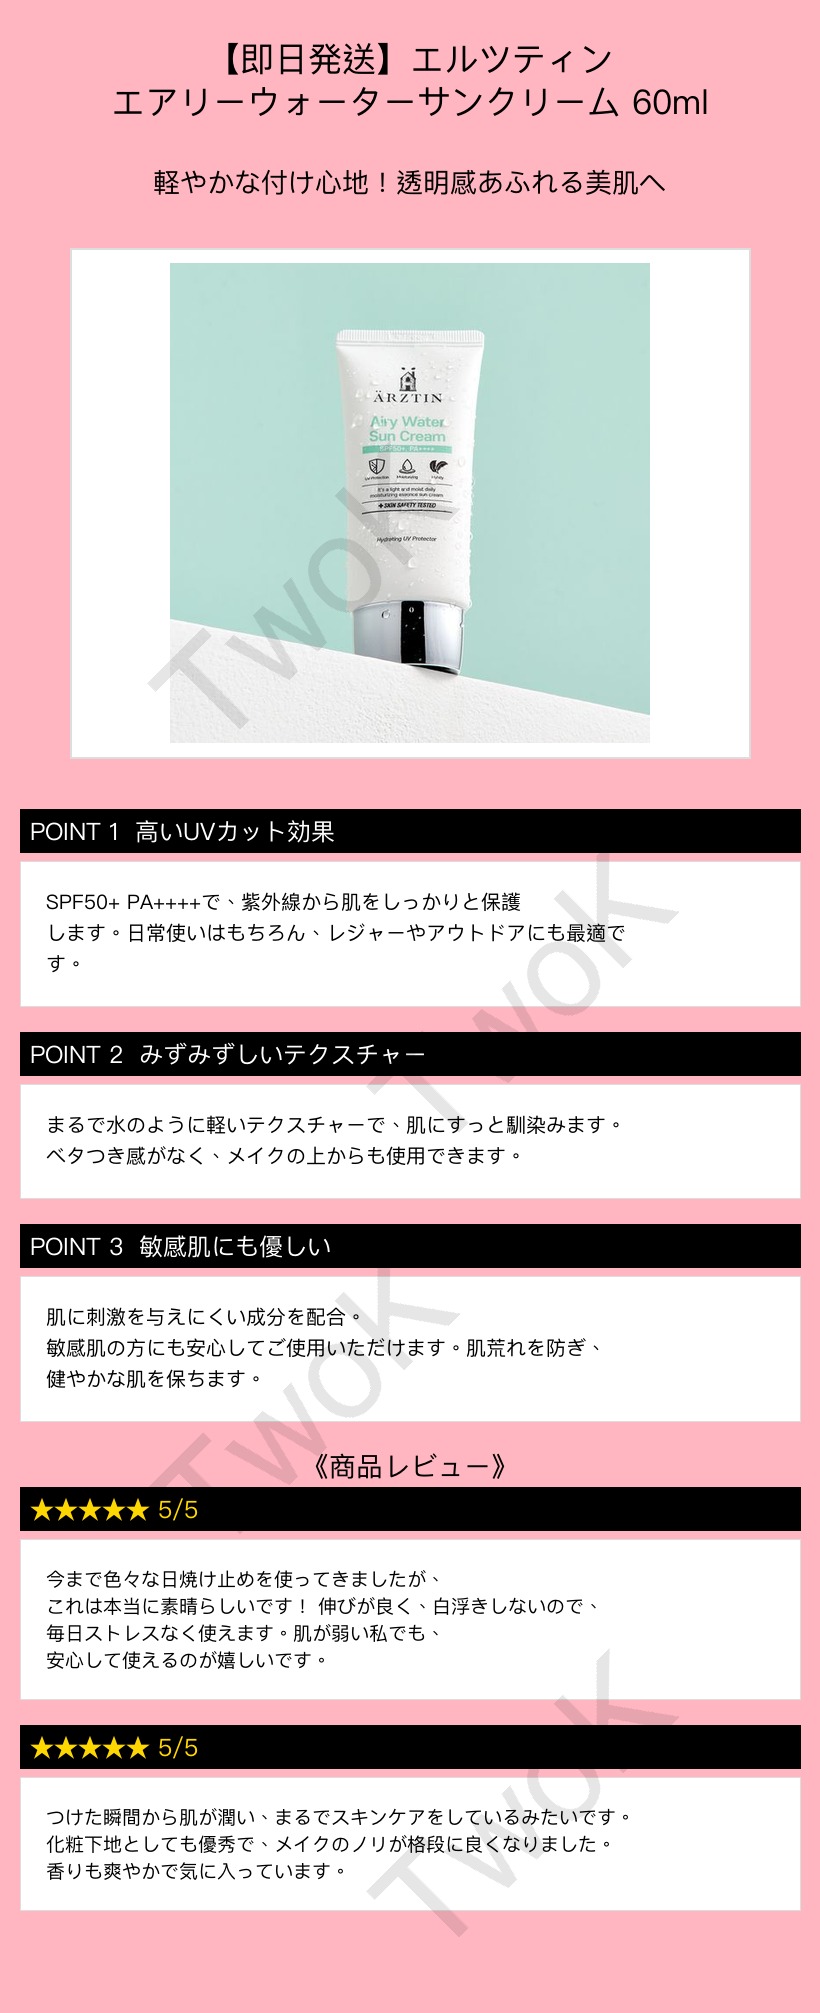 【即日発送】エルツティン
エアリーウォーターサンクリーム 60ml
軽やかな付け心地！透明感あふれる美肌へ
ÄRZTIN
Airy Water
Sun Cream
SPF50+ PA++++
UV Protection Moisturizing
It's a light and moist daily
moisturizing essence sun cream
SKIN SAFETY TESTED
Hydrating UV Protector
TwoK
POINT 1 高いUVカット効果
SPF50+ PA++++で、紫外線から肌をしっかりと保護
します。日常使いはもちろん、レジャーやアウトドアにも最適で
す。
TwoK
POINT 2 みずみずしいテクスチャー
まるで水のように軽いテクスチャーで、肌にすっと馴染みます。
ベタつき感がなく、メイクの上からも使用できます。
POINT 3 敏感肌にも優しい
肌に刺激を与えにくい成分を配合。
敏感肌の方にも安心してご使用いただけます。肌荒れを防ぎ、
健やかな肌を保ちます。
TwoK
《商品レビュー》
★★★★★ 5/5
今まで色々な日焼け止めを使ってきましたが、
これは本当に素晴らしいです！ 伸びが良く、白浮きしないので、
毎日ストレスなく使えます。肌が弱い私でも、
安心して使えるのが嬉しいです。
★★★★★ 5/5
つけた瞬間から肌が潤い、まるでスキンケアをしているみたいです。
化粧下地としても優秀で、メイクのノリが格段に良くなりました。
香りも爽やかで気に入っています。
TwoK